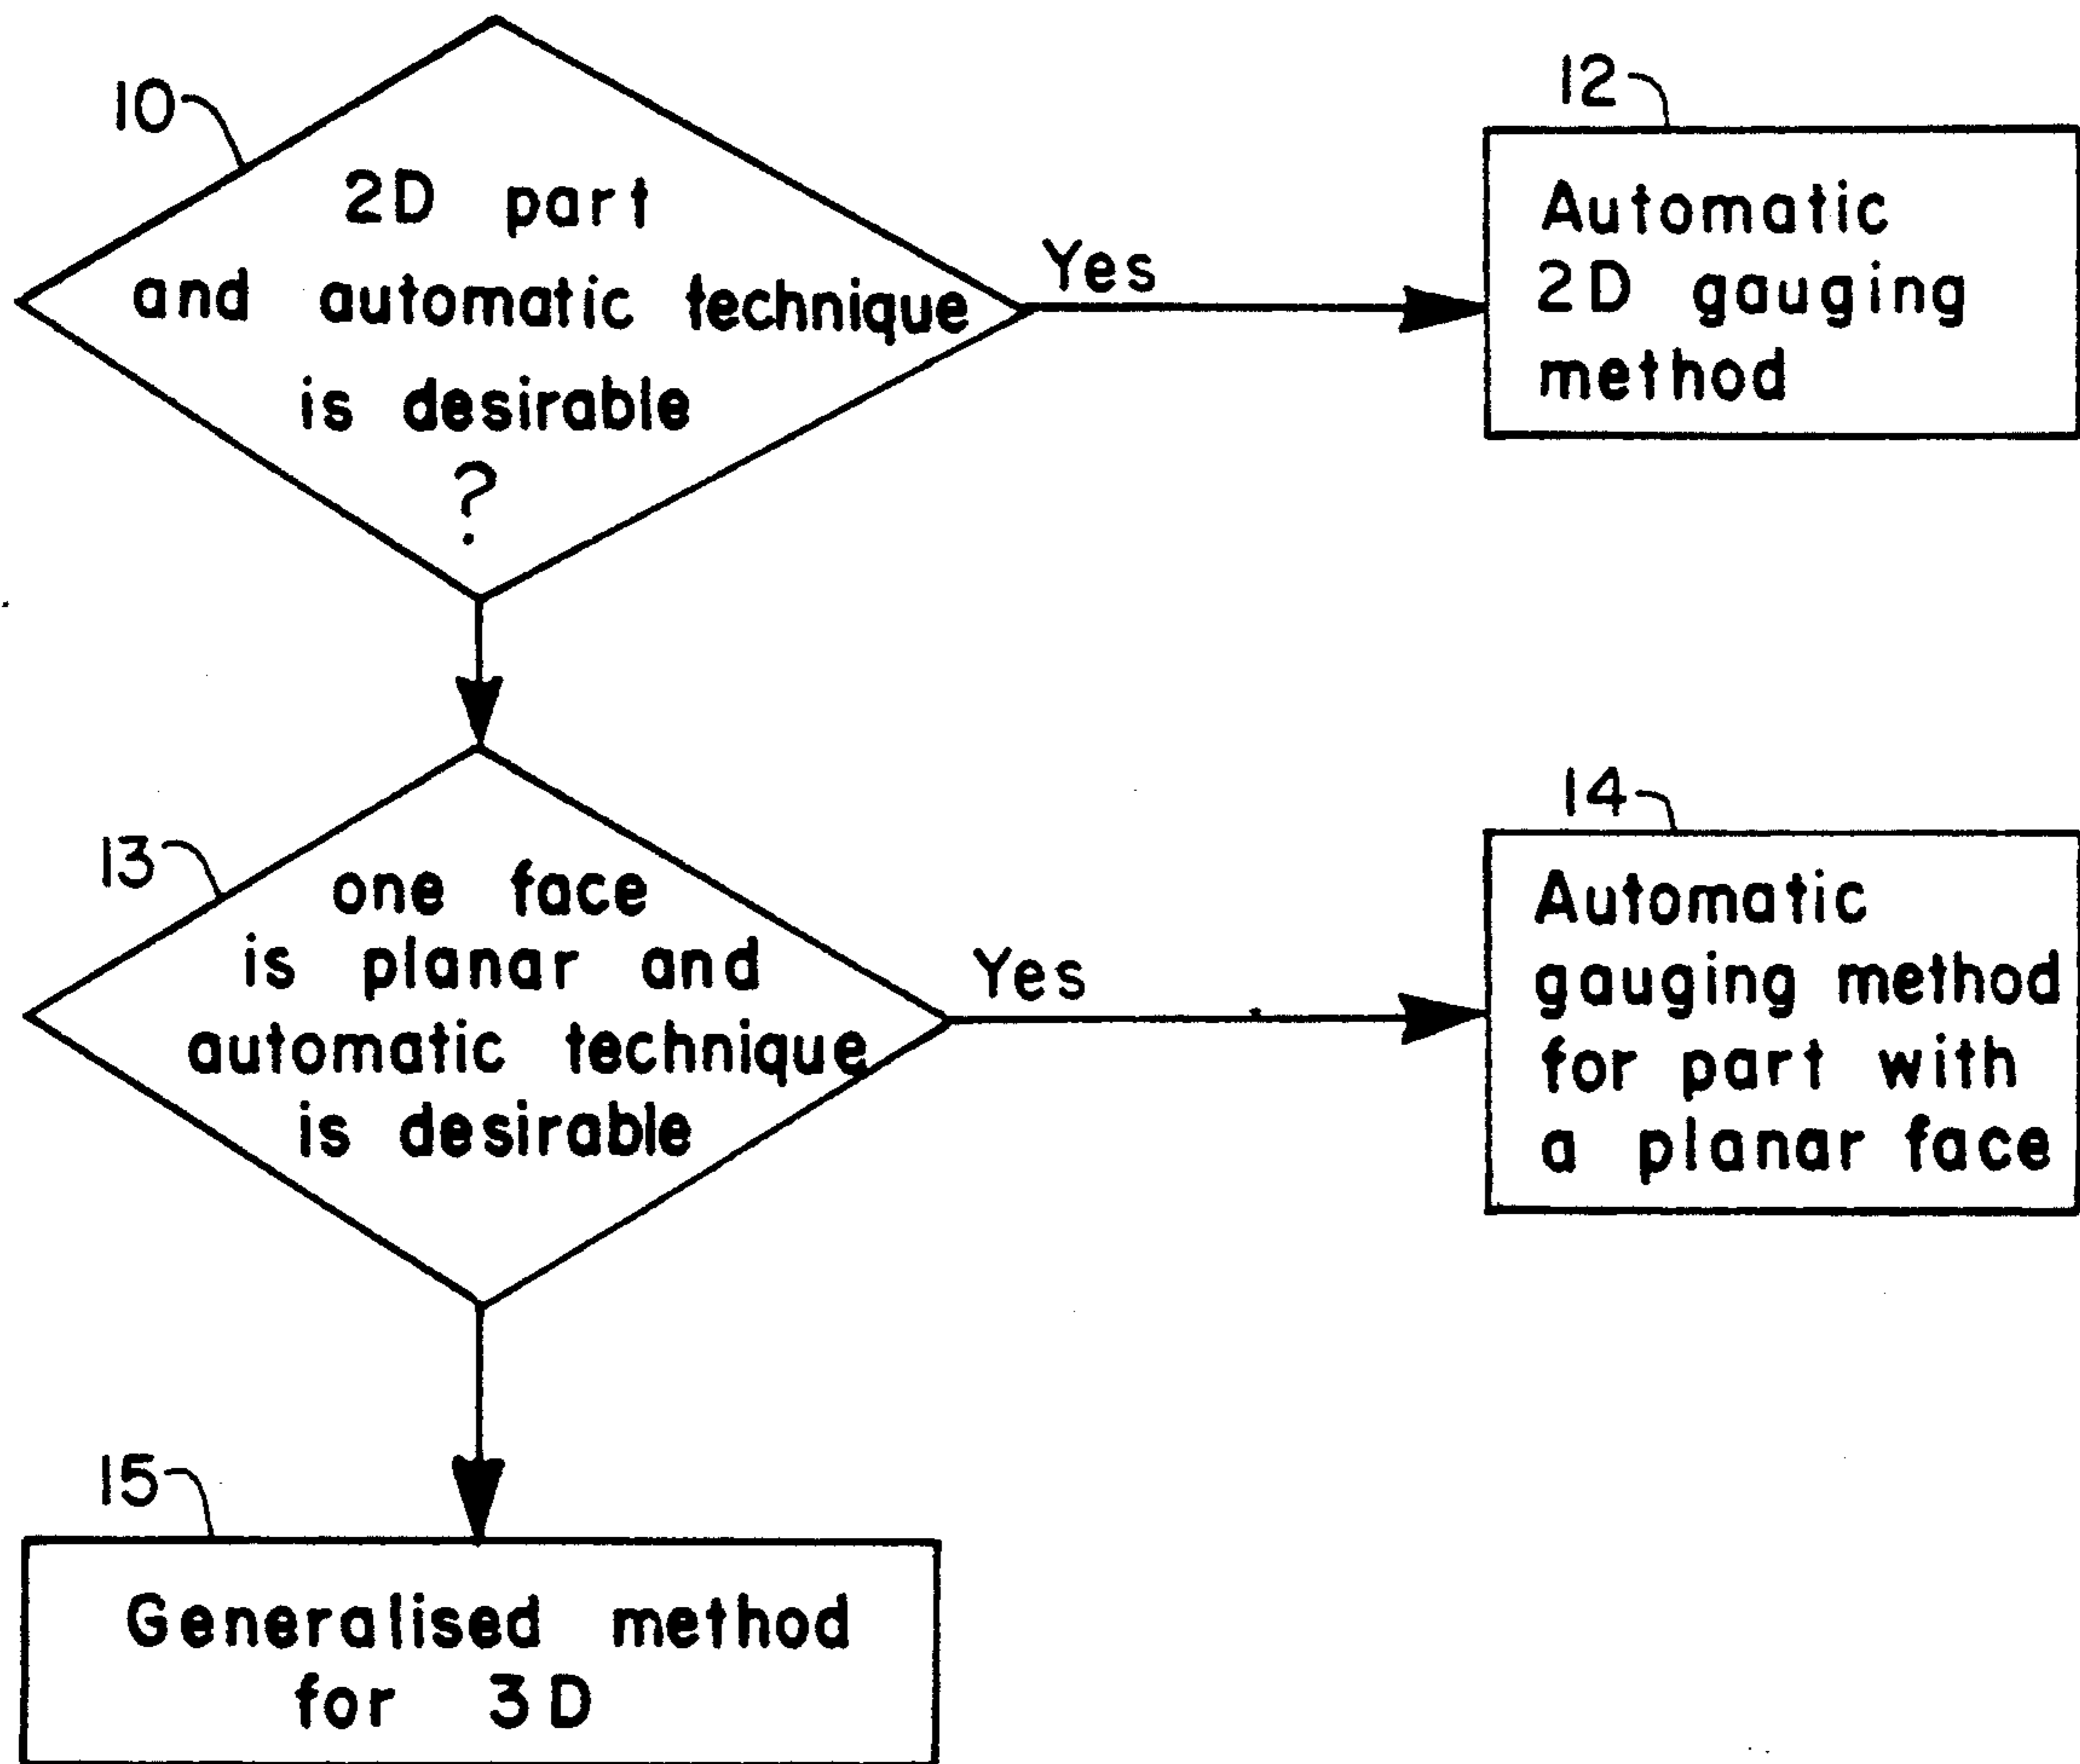 10
2D part
and automatic technique
is desirable
?
Yes
12
Automatic
2D gauging
method
13
one face
is planar and
automatic technique
is desirable
Yes
14
Automatic
gauging method
for part with
a planar face
15
Generalised method
for 3D